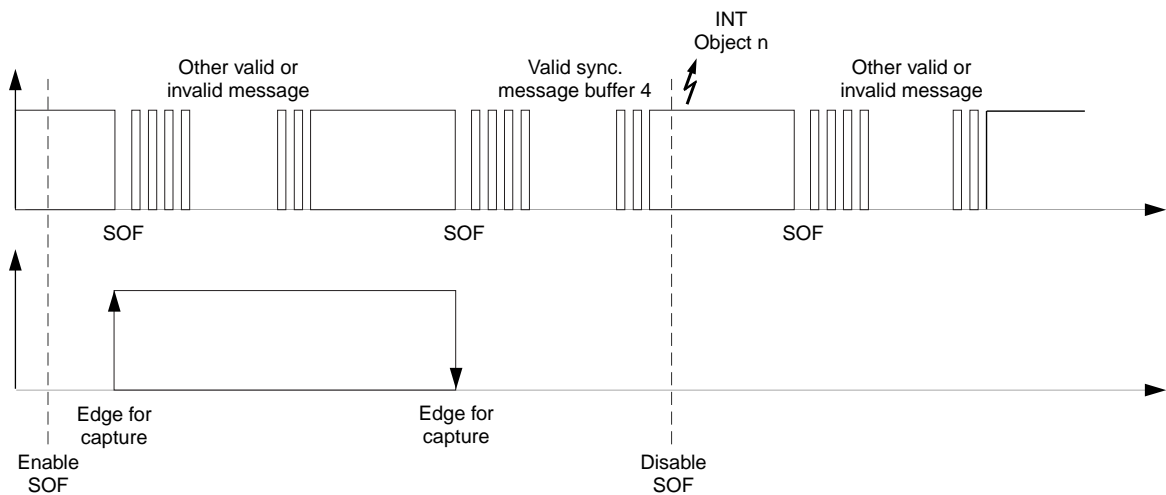 INT
Object n
Other valid or
invalid message
Valid sync.
message buffer 4
Other valid or
invalid message
SOF
SOF
SOF
Edge for
capture
Edge for
capture
Enable
SOF
Disable
SOF